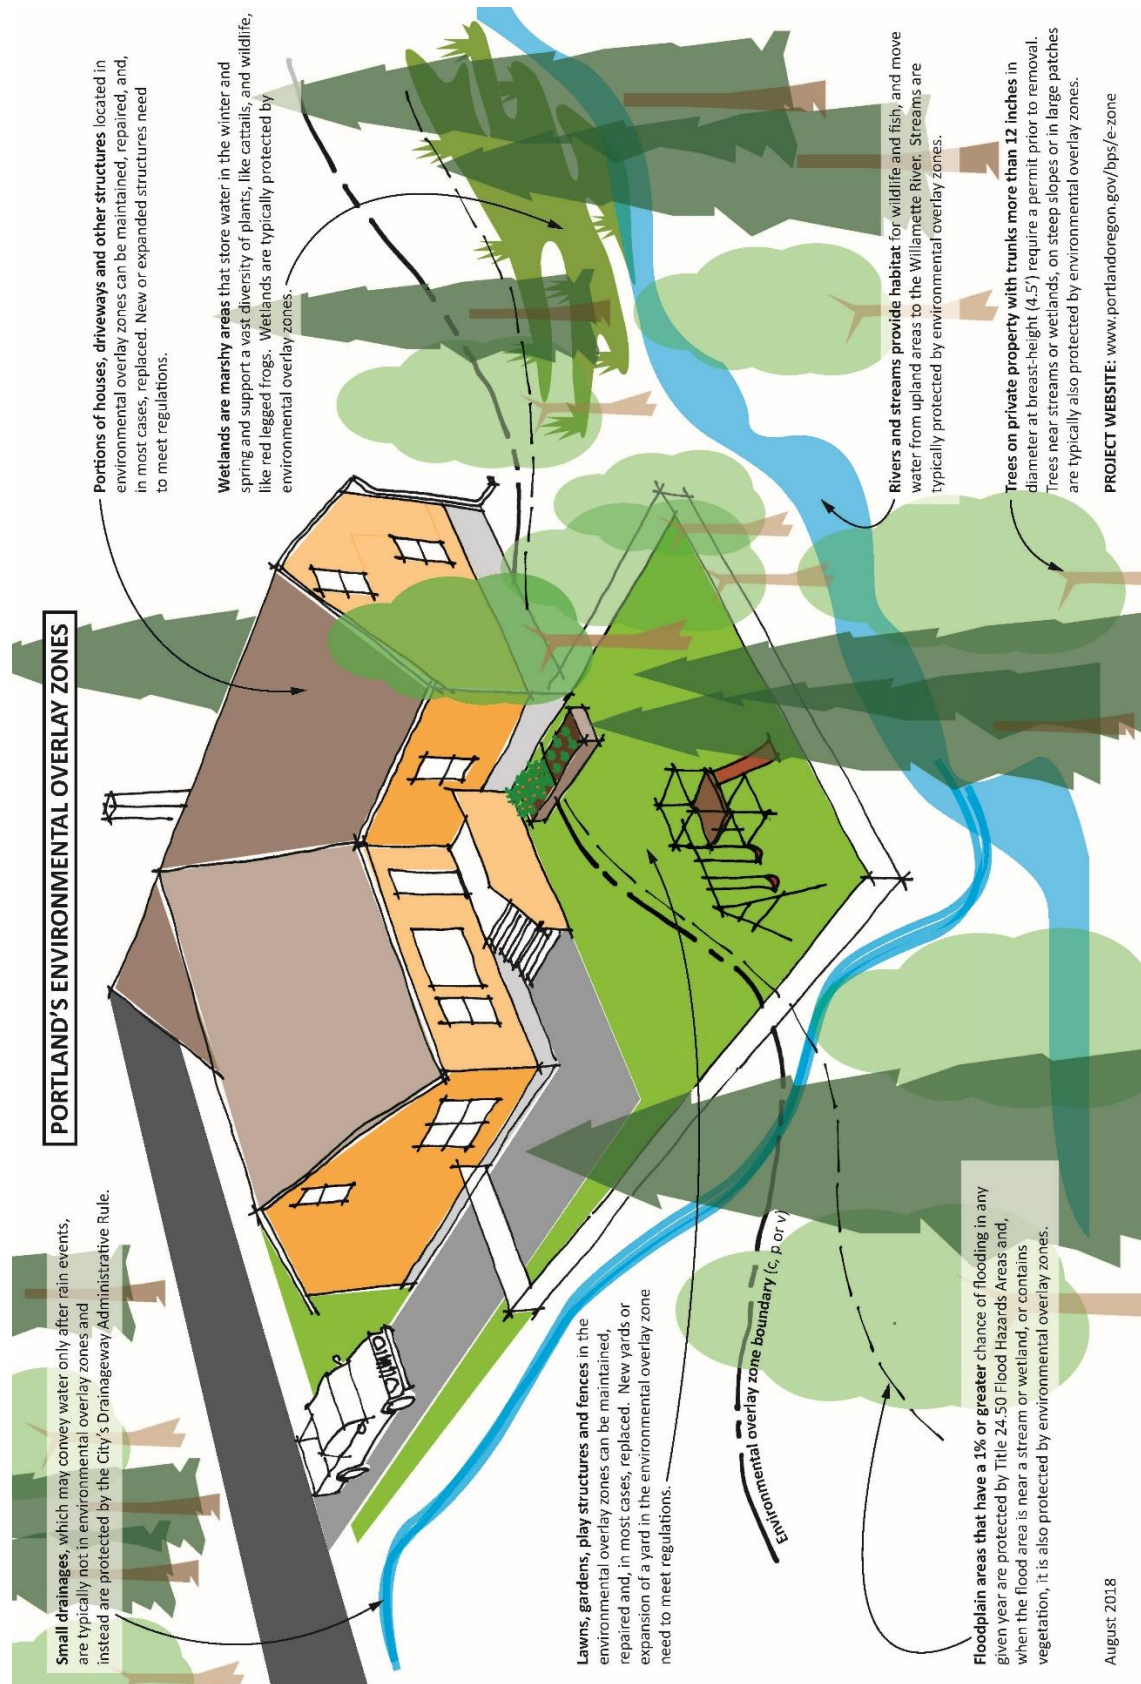 PORTLAND'S ENVIRONMENTAL OVERLAY ZONES
Small drainages, which may convey water only after rain events,
are typically not in environmental overlay zones and
instead are protected by the City's Drainageway Administrative Rule.
Portions of houses, driveways and other structures located in
environmental overlay zones can be maintained, repaired, and,
in most cases, replaced. New or expanded structures need
to meet regulations.
Wetlands are marshy areas that store water in the winter and
spring and support a vast diversity of plants, like cattails, and wildlife,
like red legged frogs. Wetlands are typically protected by
environmental overlay zones.
Lawns, gardens, play structures and fences in the
environmental overlay zones can be maintained,
repaired and, in most cases, replaced. New yards or
expansion of a yard in the environmental overlay zone
need to meet regulations.
Environmental overlay zone boundary (c, p or v)
Rivers and streams provide habitat for wildlife and fish, and move
water from upland areas to the Willamette River. Streams are
typically protected by environmental overlay zones.
Floodplain areas that have a 1% or greater chance of flooding in any
given year are protected by Title 24.50 Flood Hazards Areas and,
when the flood area is near a stream or wetland, or contains
vegetation, it is also protected by environmental overlay zones.
Trees on private property with trunks more than 12 inches in
diameter at breast-height (4.5') require a permit prior to removal.
Trees near streams or wetlands, on steep slopes or in large patches
are typically also protected by environmental overlay zones.
August 2018
PROJECT WEBSITE: www.portlandoregon.gov/bps/e-zone